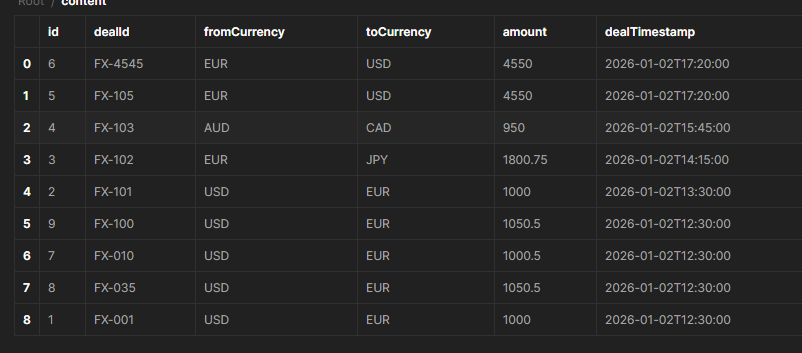 Root / content
id dealId fromCurrency toCurrency amount dealTimestamp
0 6 FX-4545 EUR USD 4550 2026-01-02T17:20:00
1 5 FX-105 EUR USD 4550 2026-01-02T17:20:00
2 4 FX-103 AUD CAD 950 2026-01-02T15:45:00
3 3 FX-102 EUR JPY 1800.75 2026-01-02T14:15:00
4 2 FX-101 USD EUR 1000 2026-01-02T13:30:00
5 9 FX-100 USD EUR 1050.5 2026-01-02T12:30:00
6 7 FX-010 USD EUR 1000.5 2026-01-02T12:30:00
7 8 FX-035 USD EUR 1050.5 2026-01-02T12:30:00
8 1 FX-001 USD EUR 1000 2026-01-02T12:30:00